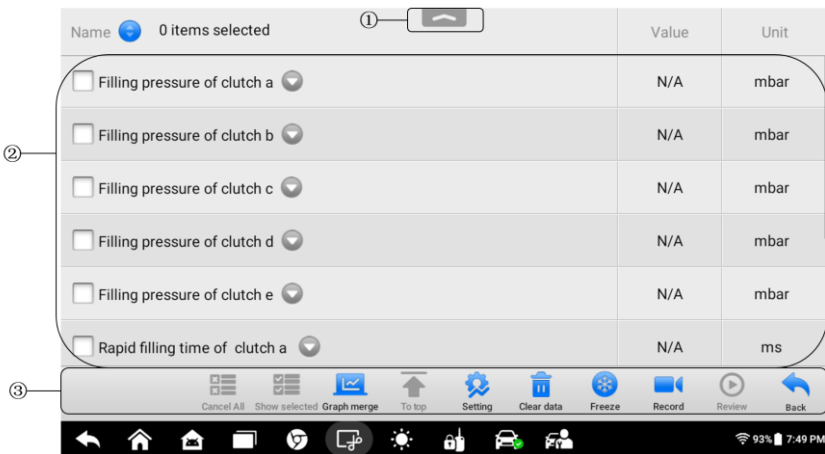 ①
Name 0 items selected Value Unit
②
Filling pressure of clutch a N/A mbar
Filling pressure of clutch b N/A mbar
Filling pressure of clutch c N/A mbar
Filling pressure of clutch d N/A mbar
Filling pressure of clutch e N/A mbar
Rapid filling time of clutch a N/A ms
③
Cancel All Show selected Graph merge To top Setting Clear data Freeze Record Review Back
93% 7:49 PM